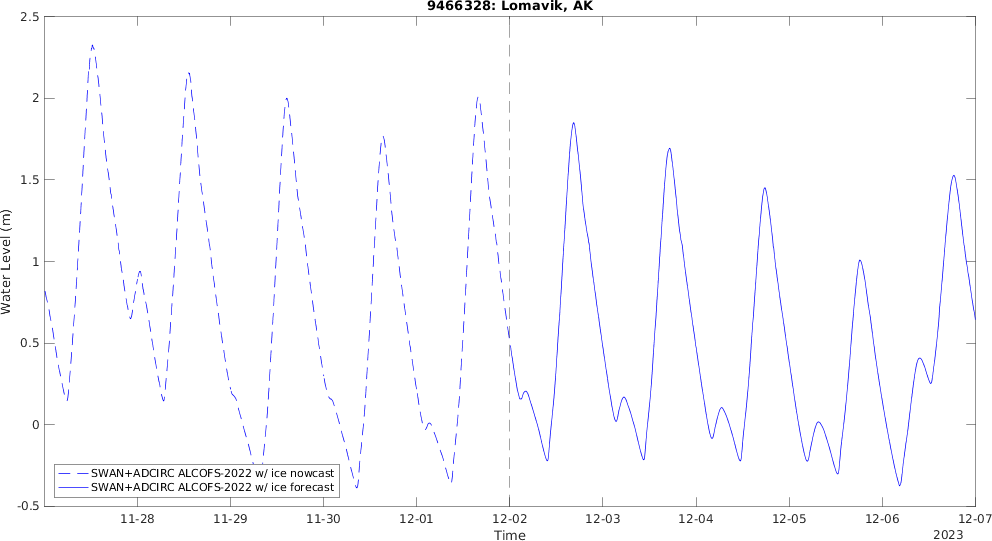 9466328: Lomavik, AK
2.5
2
1.5
1
0.5
0
-0.5
Water Level (m)
SWAN+ADCIRC ALCOFS-2022 w/ ice nowcast
SWAN+ADCIRC ALCOFS-2022 w/ ice forecast
11-28 11-29 11-30 12-01 12-02 12-03 12-04 12-05 12-06 12-07
Time
2023